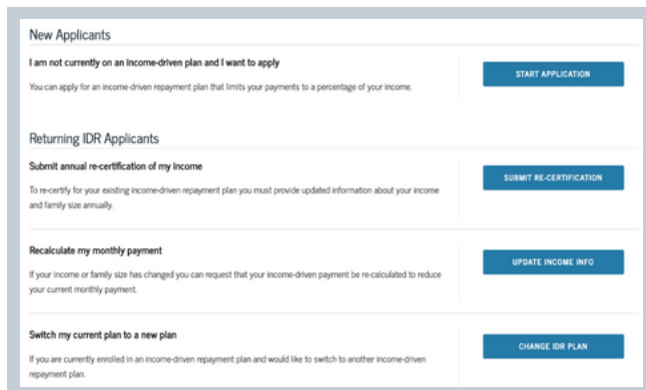 New Applicants
I am not currently on an income-driven plan and I want to apply
You can apply for an income-driven repayment plan that limits your payments to a percentage of your income.
START APPLICATION
Returning IDR Applicants
Submit annual re-certification of my income
To re-certify for your existing income-driven repayment plan you must provide updated information about your income
and family size annually.
SUBMIT RE-CERTIFICATION
Recalculate my monthly payment
If your income or family size has changed you can request that your income-driven payment be re-calculated to reduce
your current monthly payment.
UPDATE INCOME INFO
Switch my current plan to a new plan
If you are currently enrolled in an income-driven repayment plan and would like to switch to another income-driven
repayment plan.
CHANGE IDR PLAN